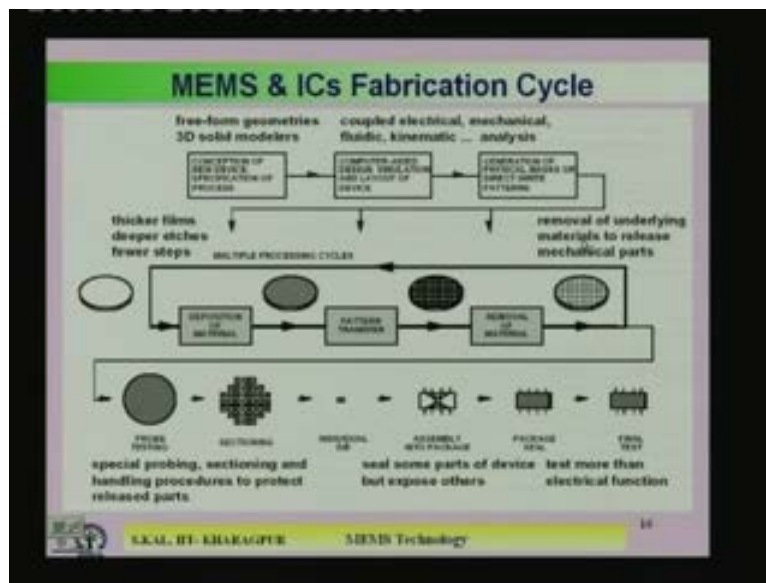 MEMS & ICs Fabrication Cycle
free-form geometries
3D solid modelers
coupled electrical, mechanical,
fluidic, kinematic ... analysis
CONCEPTION OF
NEW DEVICE,
SPECIFICATION OF
PROCESS
COMPUTER-AIDED
DESIGN, SIMULATION
AND LAYOUT OF
DEVICE
GENERATION OF
PHYSICAL MASKS OR
DIRECT WRITE
PATTERNING
thicker films
deeper etches
fewer steps
removal of underlying
materials to release
mechanical parts
MULTIPLE PROCESSING CYCLES
DEPOSITION
OF
MATERIAL
PATTERN
TRANSFER
REMOVAL
OF
MATERIAL
PROBE
TESTING
SECTIONING
INDIVIDUAL
DIE
ASSEMBLY
INTO PACKAGE
PACKAGE
SEAL
FINAL
TEST
special probing, sectioning and
handling procedures to protect
released parts
seal some parts of device
but expose others
test more than
electrical function
S.KAL, IIT- KHARAGPUR
MEMS Technology